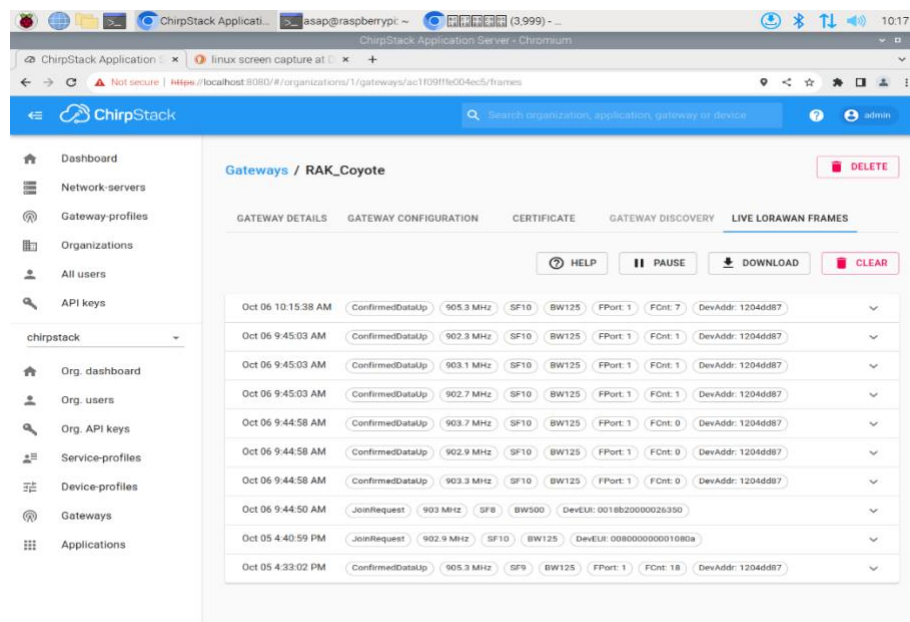 ChirpStack Applicati...
asap@raspberrypi: ~
(3,999) - ...
10:17
ChirpStack Application Server - Chromium
ChirpStack Application
linux screen capture at
Not secure | https://localhost:8080/#/organizations/1/gateways/ac1f09fffe004ec5/frames
ChirpStack
Search organization, application, gateway or device
?
admin
Dashboard
Network-servers
Gateway-profiles
Organizations
All users
API keys
chirpstack
Org. dashboard
Org. users
Org. API keys
Service-profiles
Device-profiles
Gateways
Applications
Gateways / RAK_Coyote
DELETE
GATEWAY DETAILS GATEWAY CONFIGURATION CERTIFICATE GATEWAY DISCOVERY LIVE LORAWAN FRAMES
HELP PAUSE DOWNLOAD CLEAR
Oct 06 10:15:38 AM ConfirmedDataUp 905.3 MHz SF10 BW125 FPort: 1 FCnt: 7 DevAddr: 1204dd87
Oct 06 9:45:03 AM ConfirmedDataUp 902.3 MHz SF10 BW125 FPort: 1 FCnt: 1 DevAddr: 1204dd87
Oct 06 9:45:03 AM ConfirmedDataUp 903.1 MHz SF10 BW125 FPort: 1 FCnt: 1 DevAddr: 1204dd87
Oct 06 9:45:03 AM ConfirmedDataUp 902.7 MHz SF10 BW125 FPort: 1 FCnt: 1 DevAddr: 1204dd87
Oct 06 9:44:58 AM ConfirmedDataUp 903.7 MHz SF10 BW125 FPort: 1 FCnt: 0 DevAddr: 1204dd87
Oct 06 9:44:58 AM ConfirmedDataUp 902.9 MHz SF10 BW125 FPort: 1 FCnt: 0 DevAddr: 1204dd87
Oct 06 9:44:58 AM ConfirmedDataUp 903.3 MHz SF10 BW125 FPort: 1 FCnt: 0 DevAddr: 1204dd87
Oct 06 9:44:50 AM JoinRequest 903 MHz SF8 BW500 DevEUI: 0018b20000026350
Oct 05 4:40:59 PM JoinRequest 902.9 MHz SF10 BW125 DevEUI: 008000000001080a
Oct 05 4:33:02 PM ConfirmedDataUp 905.3 MHz SF9 BW125 FPort: 1 FCnt: 18 DevAddr: 1204dd87